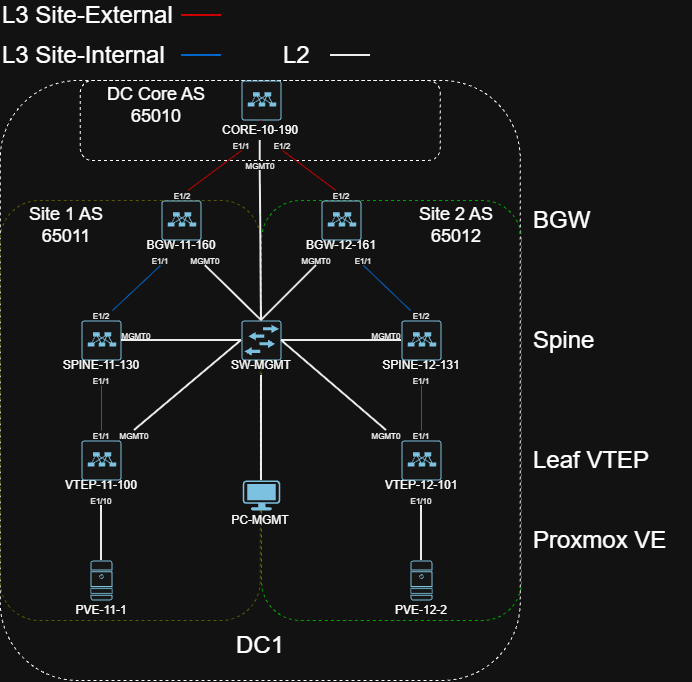 L3 Site-External
L3 Site-Internal
L2
DC Core AS
65010
CORE-10-190
E1/1
E1/2
MGMT0
E1/2
E1/2
Site 1 AS
65011
Site 2 AS
65012
BGW
BGW-11-160
BGW-12-161
E1/1
MGMT0
MGMT0
E1/1
E1/2
E1/2
MGMT0
MGMT0
Spine
SPINE-11-130
SW-MGMT
SPINE-12-131
E1/1
E1/1
E1/1
MGMT0
MGMT0
E1/1
Leaf VTEP
VTEP-11-100
VTEP-12-101
E1/10
E1/10
PC-MGMT
Proxmox VE
PVE-11-1
PVE-12-2
DC1